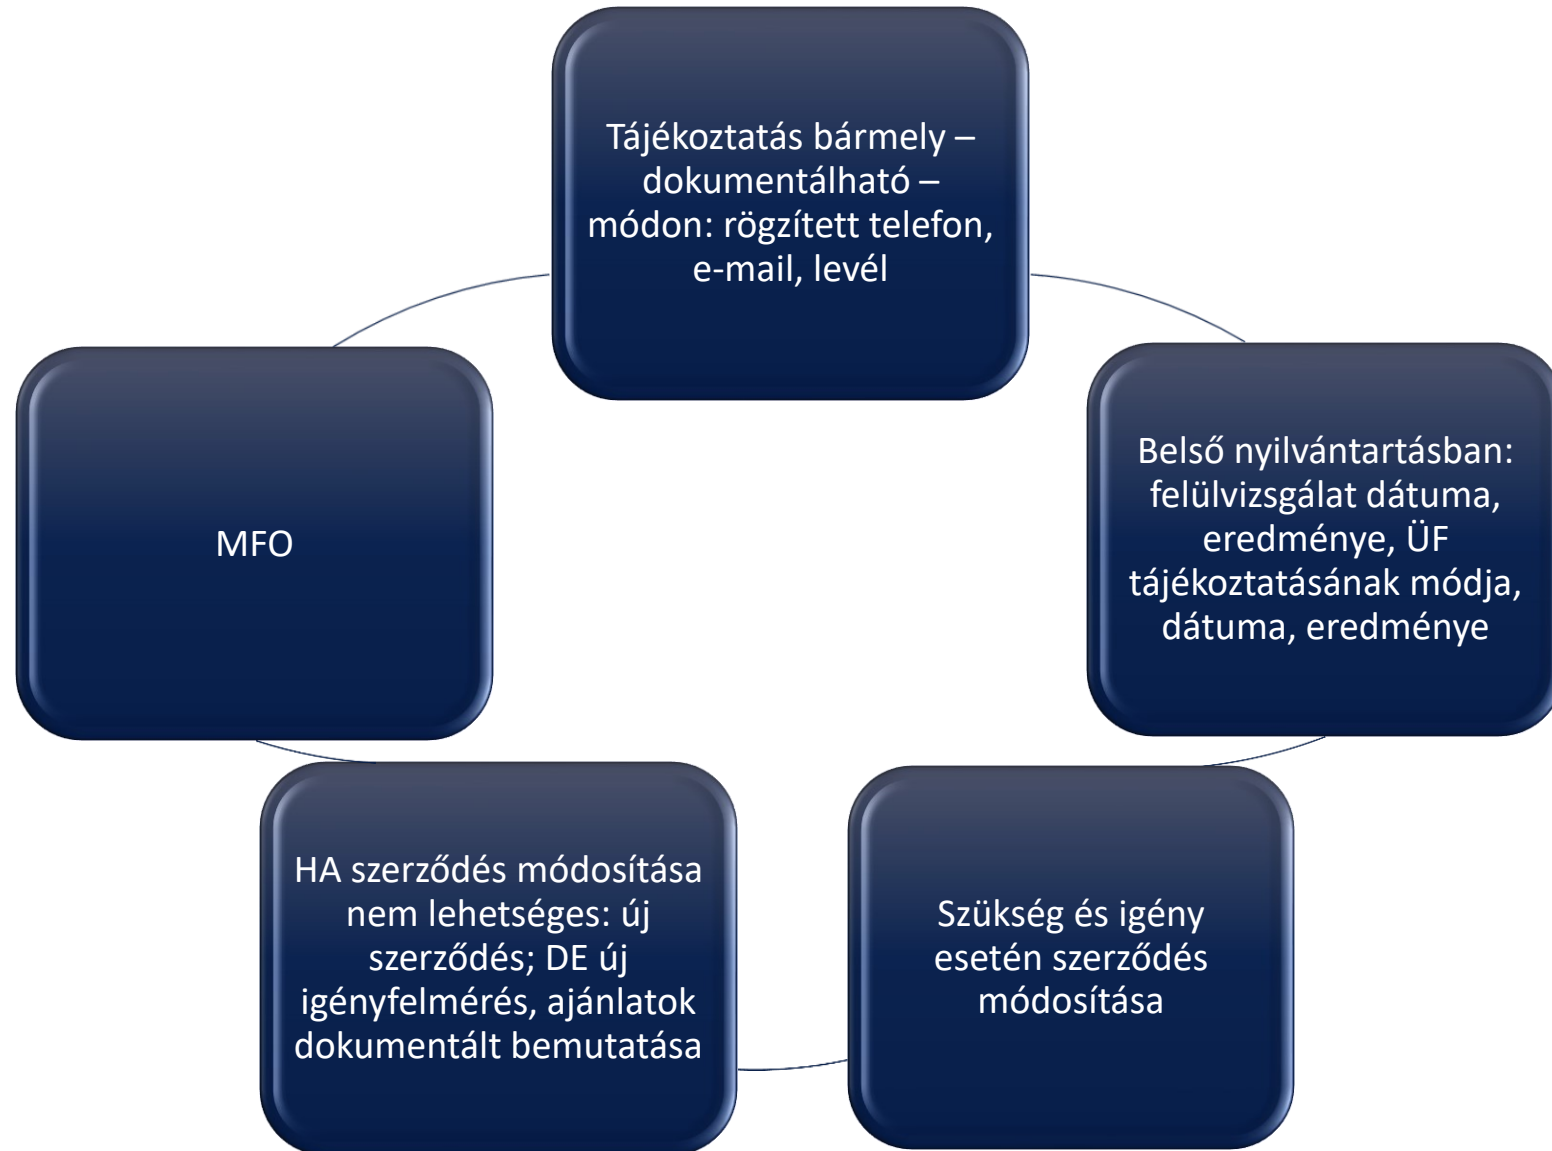 Tájékoztatás bármely –
dokumentálható –
módon: rögzített telefon,
e-mail, levél
Belső nyilvántartásban:
felülvizsgálat dátuma,
eredménye, ÜF
tájékoztatásának módja,
dátuma, eredménye
Szükség és igény
esetén szerződés
módosítása
HA szerződés módosítása
nem lehetséges: új
szerződés; DE új
igényfelmérés, ajánlatok
dokumentált bemutatása
MFO